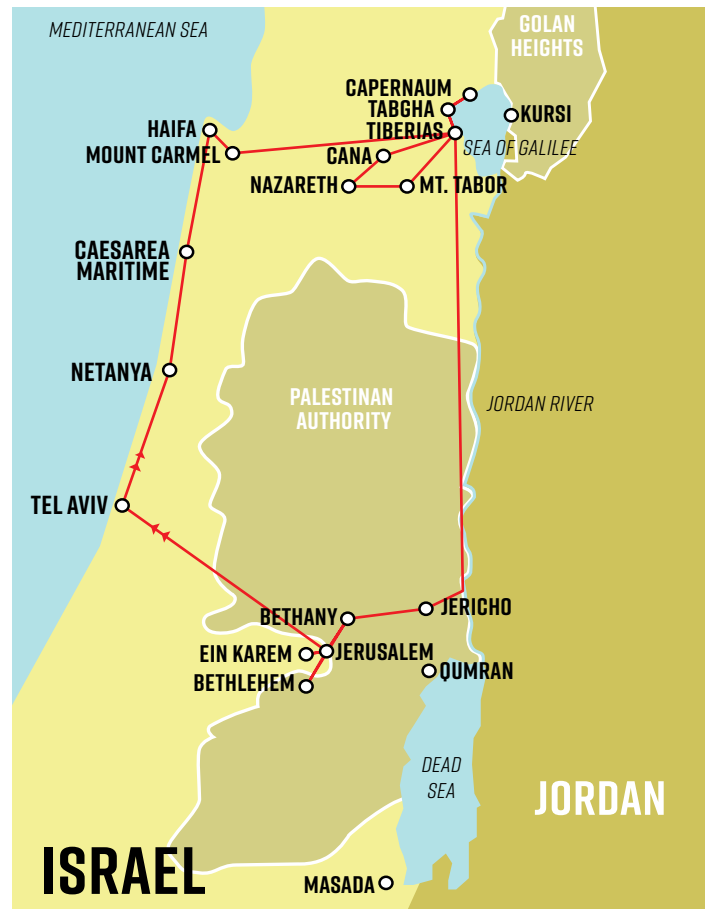 MEDITERRANEAN SEA
GOLAN
HEIGHTS
CAPERNAUM
TABGHA
KURSI
HAIFA
TIBERIAS
SEA OF GALILEE
MOUNT CARMEL
CANA
NAZARETH
MT. TABOR
CAESAREA
MARITIME
NETANYA
PALESTINAN
AUTHORITY
JORDAN RIVER
TEL AVIV
JERICHO
BETHANY
EIN KAREM
JERUSALEM
QUMRAN
BETHLEHEM
DEAD
SEA
JORDAN
ISRAEL
MASADA